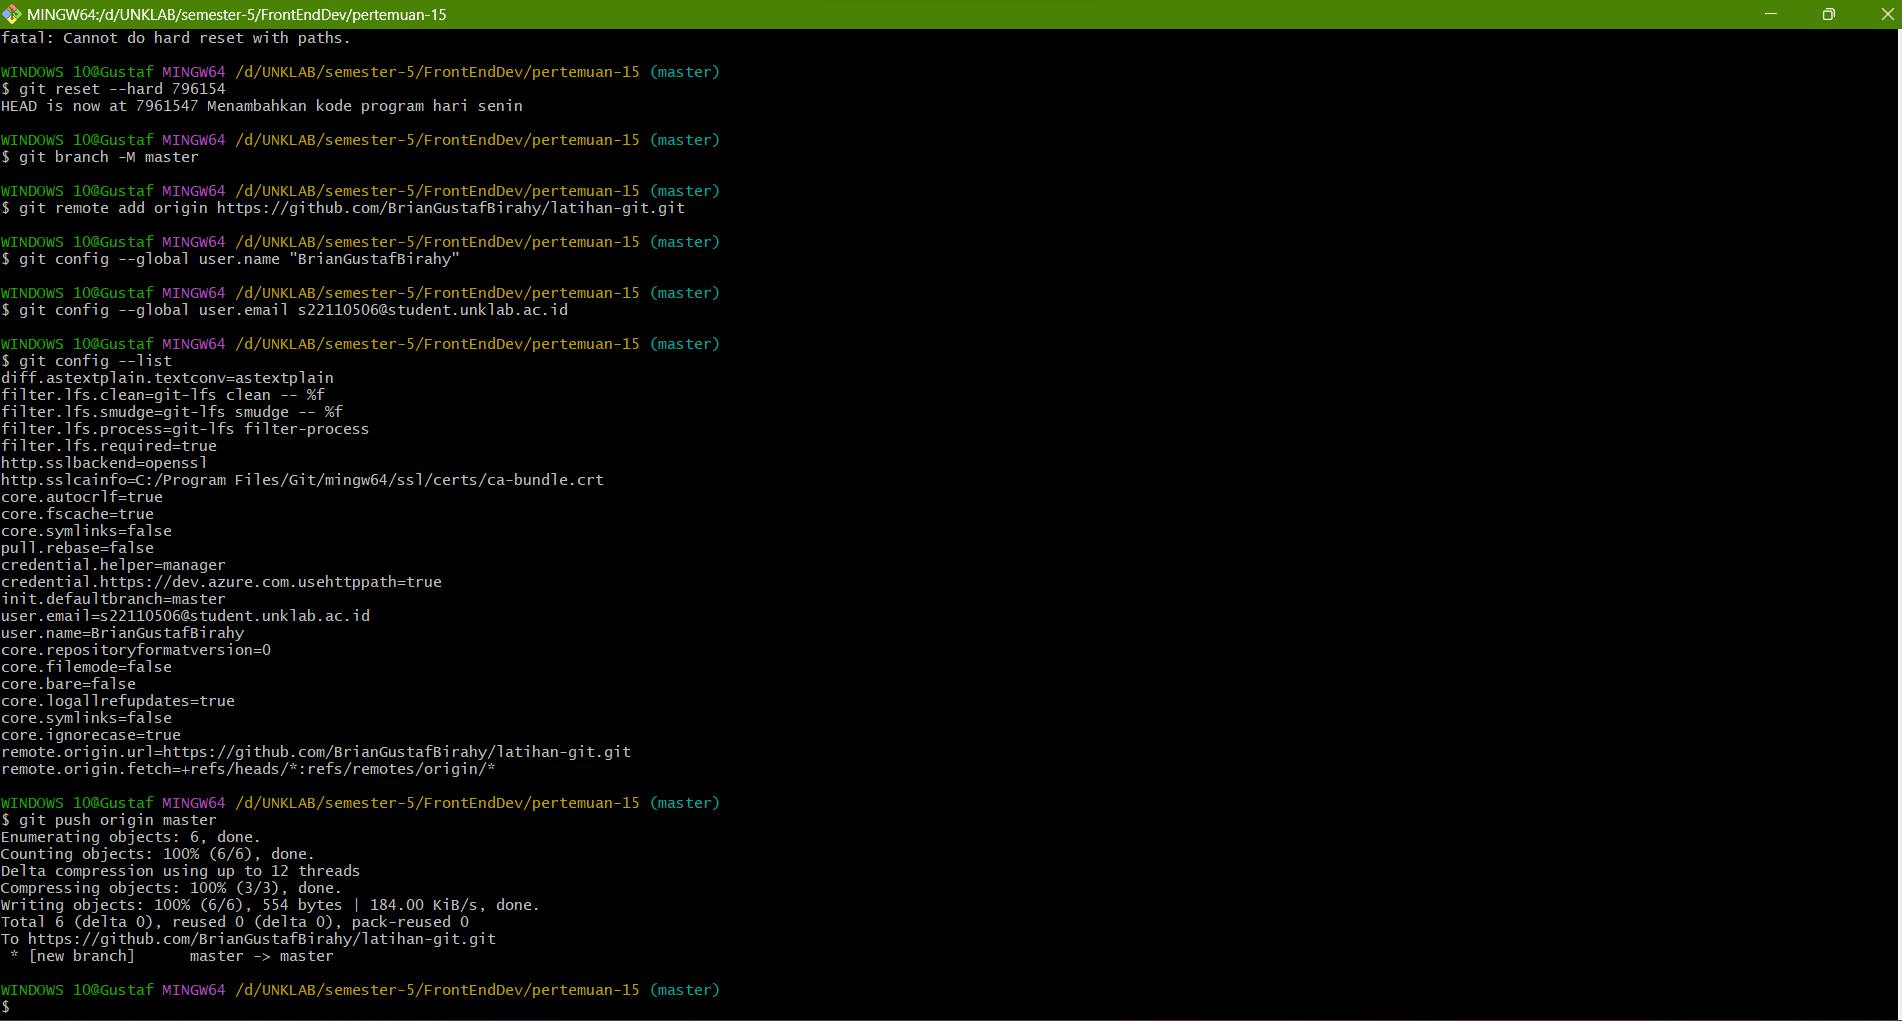 MINGW64:/d/UNKLAB/semester-5/FrontEndDev/pertemuan-15
fatal: Cannot do hard reset with paths.
WINDOWS 10@Gustaf MINGW64 /d/UNKLAB/semester-5/FrontEndDev/pertemuan-15 (master)
$ git reset --hard 796154
HEAD is now at 7961547 Menambahkan kode program hari senin
WINDOWS 10@Gustaf MINGW64 /d/UNKLAB/semester-5/FrontEndDev/pertemuan-15 (master)
$ git branch -M master
WINDOWS 10@Gustaf MINGW64 /d/UNKLAB/semester-5/FrontEndDev/pertemuan-15 (master)
$ git remote add origin https://github.com/BrianGustafBirahy/latihan-git.git
WINDOWS 10@Gustaf MINGW64 /d/UNKLAB/semester-5/FrontEndDev/pertemuan-15 (master)
$ git config --global user.name "BrianGustafBirahy"
WINDOWS 10@Gustaf MINGW64 /d/UNKLAB/semester-5/FrontEndDev/pertemuan-15 (master)
$ git config --global user.email s22110506@student.unklab.ac.id
WINDOWS 10@Gustaf MINGW64 /d/UNKLAB/semester-5/FrontEndDev/pertemuan-15 (master)
$ git config --list
diff.astextplain.textconv=astextplain
filter.lfs.clean=git-lfs clean -- %f
filter.lfs.smudge=git-lfs smudge -- %f
filter.lfs.process=git-lfs filter-process
filter.lfs.required=true
http.sslbackend=openssl
http.sslcainfo=C:/Program Files/Git/mingw64/ssl/certs/ca-bundle.crt
core.autocrlf=true
core.fscache=true
core.symlinks=false
pull.rebase=false
credential.helper=manager
credential.https://dev.azure.com.usehttppath=true
init.defaultbranch=master
user.email=s22110506@student.unklab.ac.id
user.name=BrianGustafBirahy
core.repositoryformatversion=0
core.filemode=false
core.bare=false
core.logallrefupdates=true
core.symlinks=false
core.ignorecase=true
remote.origin.url=https://github.com/BrianGustafBirahy/latihan-git.git
remote.origin.fetch=+refs/heads/*:refs/remotes/origin/*
WINDOWS 10@Gustaf MINGW64 /d/UNKLAB/semester-5/FrontEndDev/pertemuan-15 (master)
$ git push origin master
Enumerating objects: 6, done.
Counting objects: 100% (6/6), done.
Delta compression using up to 12 threads
Compressing objects: 100% (3/3), done.
Writing objects: 100% (6/6), 554 bytes | 184.00 KiB/s, done.
Total 6 (delta 0), reused 0 (delta 0), pack-reused 0
To https://github.com/BrianGustafBirahy/latihan-git.git
 * [new branch]      master -> master
WINDOWS 10@Gustaf MINGW64 /d/UNKLAB/semester-5/FrontEndDev/pertemuan-15 (master)
$